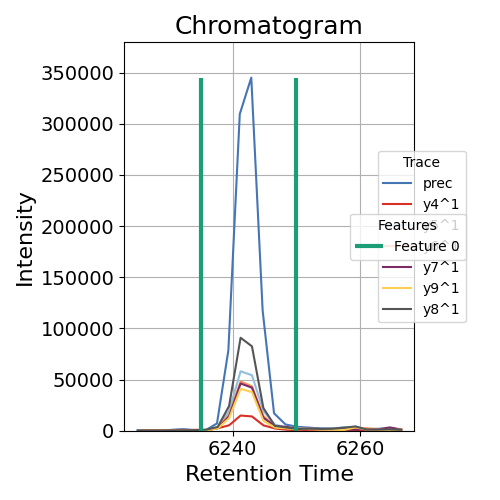 Chromatogram
Intensity
350000
300000
250000
200000
150000
100000
50000
0
6240
6260
Retention Time
Trace
prec
y4^1
Features
Feature 0
y7^1
y9^1
y8^1